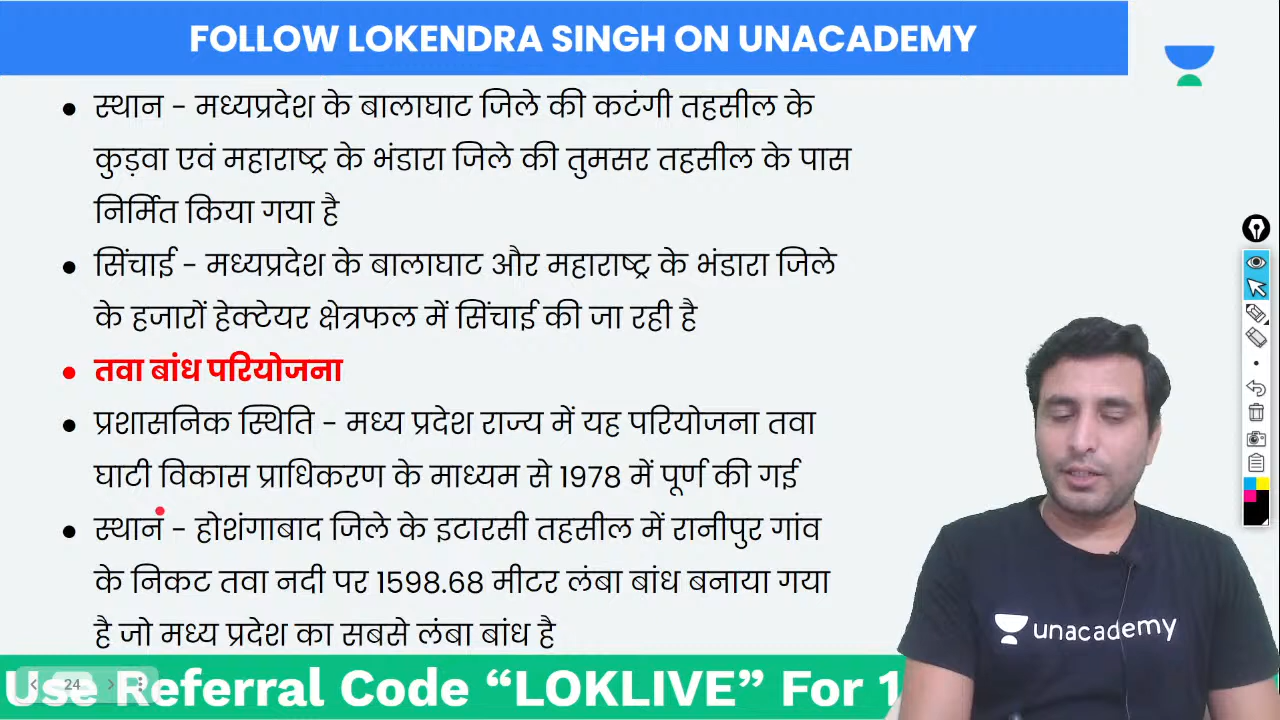 FOLLOW LOKENDRA SINGH ON UNACADEMY
• स्थान - मध्यप्रदेश के बालाघाट जिले की कटंगी तहसील के
कुड़वा एवं महाराष्ट्र के भंडारा जिले की तुमसर तहसील के पास
निर्मित किया गया है
• सिंचाई - मध्यप्रदेश के बालाघाट और महाराष्ट्र के भंडारा जिले
के हजारों हेक्टेयर क्षेत्रफल में सिंचाई की जा रही है
• तवा बांध परियोजना
• प्रशासनिक स्थिति - मध्य प्रदेश राज्य में यह परियोजना तवा
घाटी विकास प्राधिकरण के माध्यम से 1978 में पूर्ण की गई
• स्थान - होशंगाबाद जिले के इटारसी तहसील में रानीपुर गांव
के निकट तवा नदी पर 1598.68 मीटर लंबा बांध बनाया गया
है जो मध्य प्रदेश का सबसे लंबा बांध है
unacademy
24
Use Referral Code “LOKLIVE” For 1